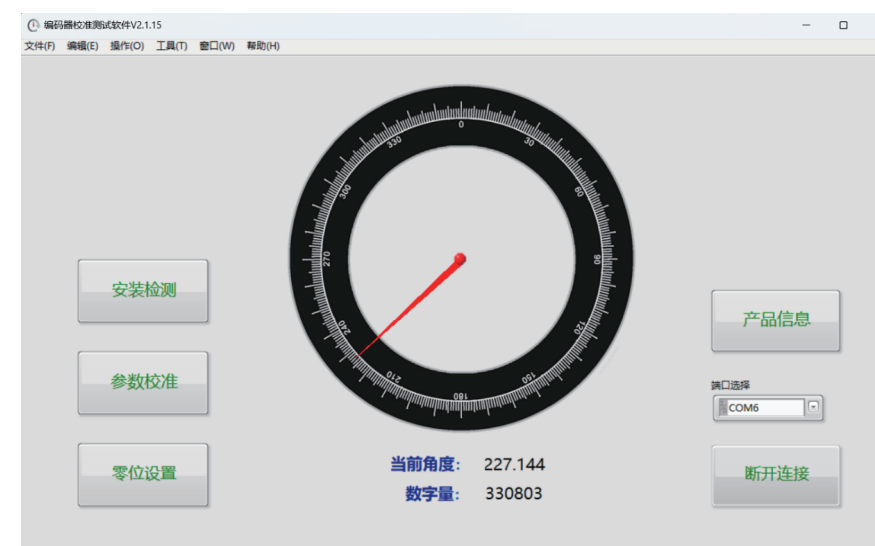 编码器校准测试软件V2.1.15
文件(F) 编辑(E) 操作(O) 工具(T) 窗口(W) 帮助(H)
0
330
30
300
60
270
90
240
120
210
150
180
安装检测
产品信息
参数校准
端口选择
COM6
零位设置
断开连接
当前角度: 227.144
数字量: 330803